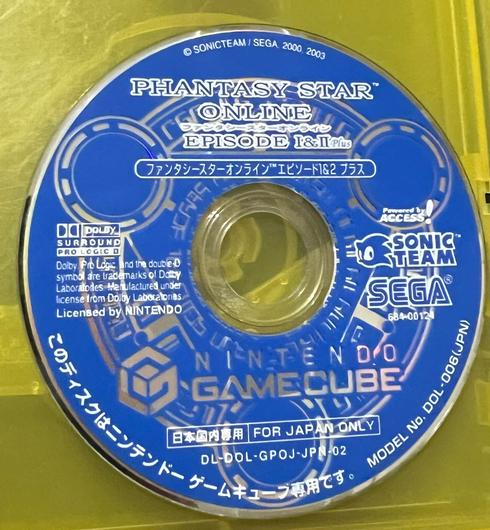 © SONICTEAM / SEGA, 2000, 2003
PHANTASY STAR™
ONLINE
ファンタシースターオンライン
EPISODE I&II Plus
ファンタシースターオンライン™エピソード1&2 プラス
Powered by
ACCESS!
DOLBY
SURROUND
PRO LOGIC II
Dolby, Pro Logic, and the double-D
symbol are trademarks of Dolby
Laboratories. Manufactured under
license from Dolby Laboratories.
Licensed by NINTENDO
SONIC
TEAM
SEGA
684-00124
NINTENDO
GAMECUBE
日本国内専用 FOR JAPAN ONLY
DL-DOL-GPOJ-JPN-02
MODEL No. DOL-006(JPN)
このディスクはニンテンドー ゲームキューブ専用です。